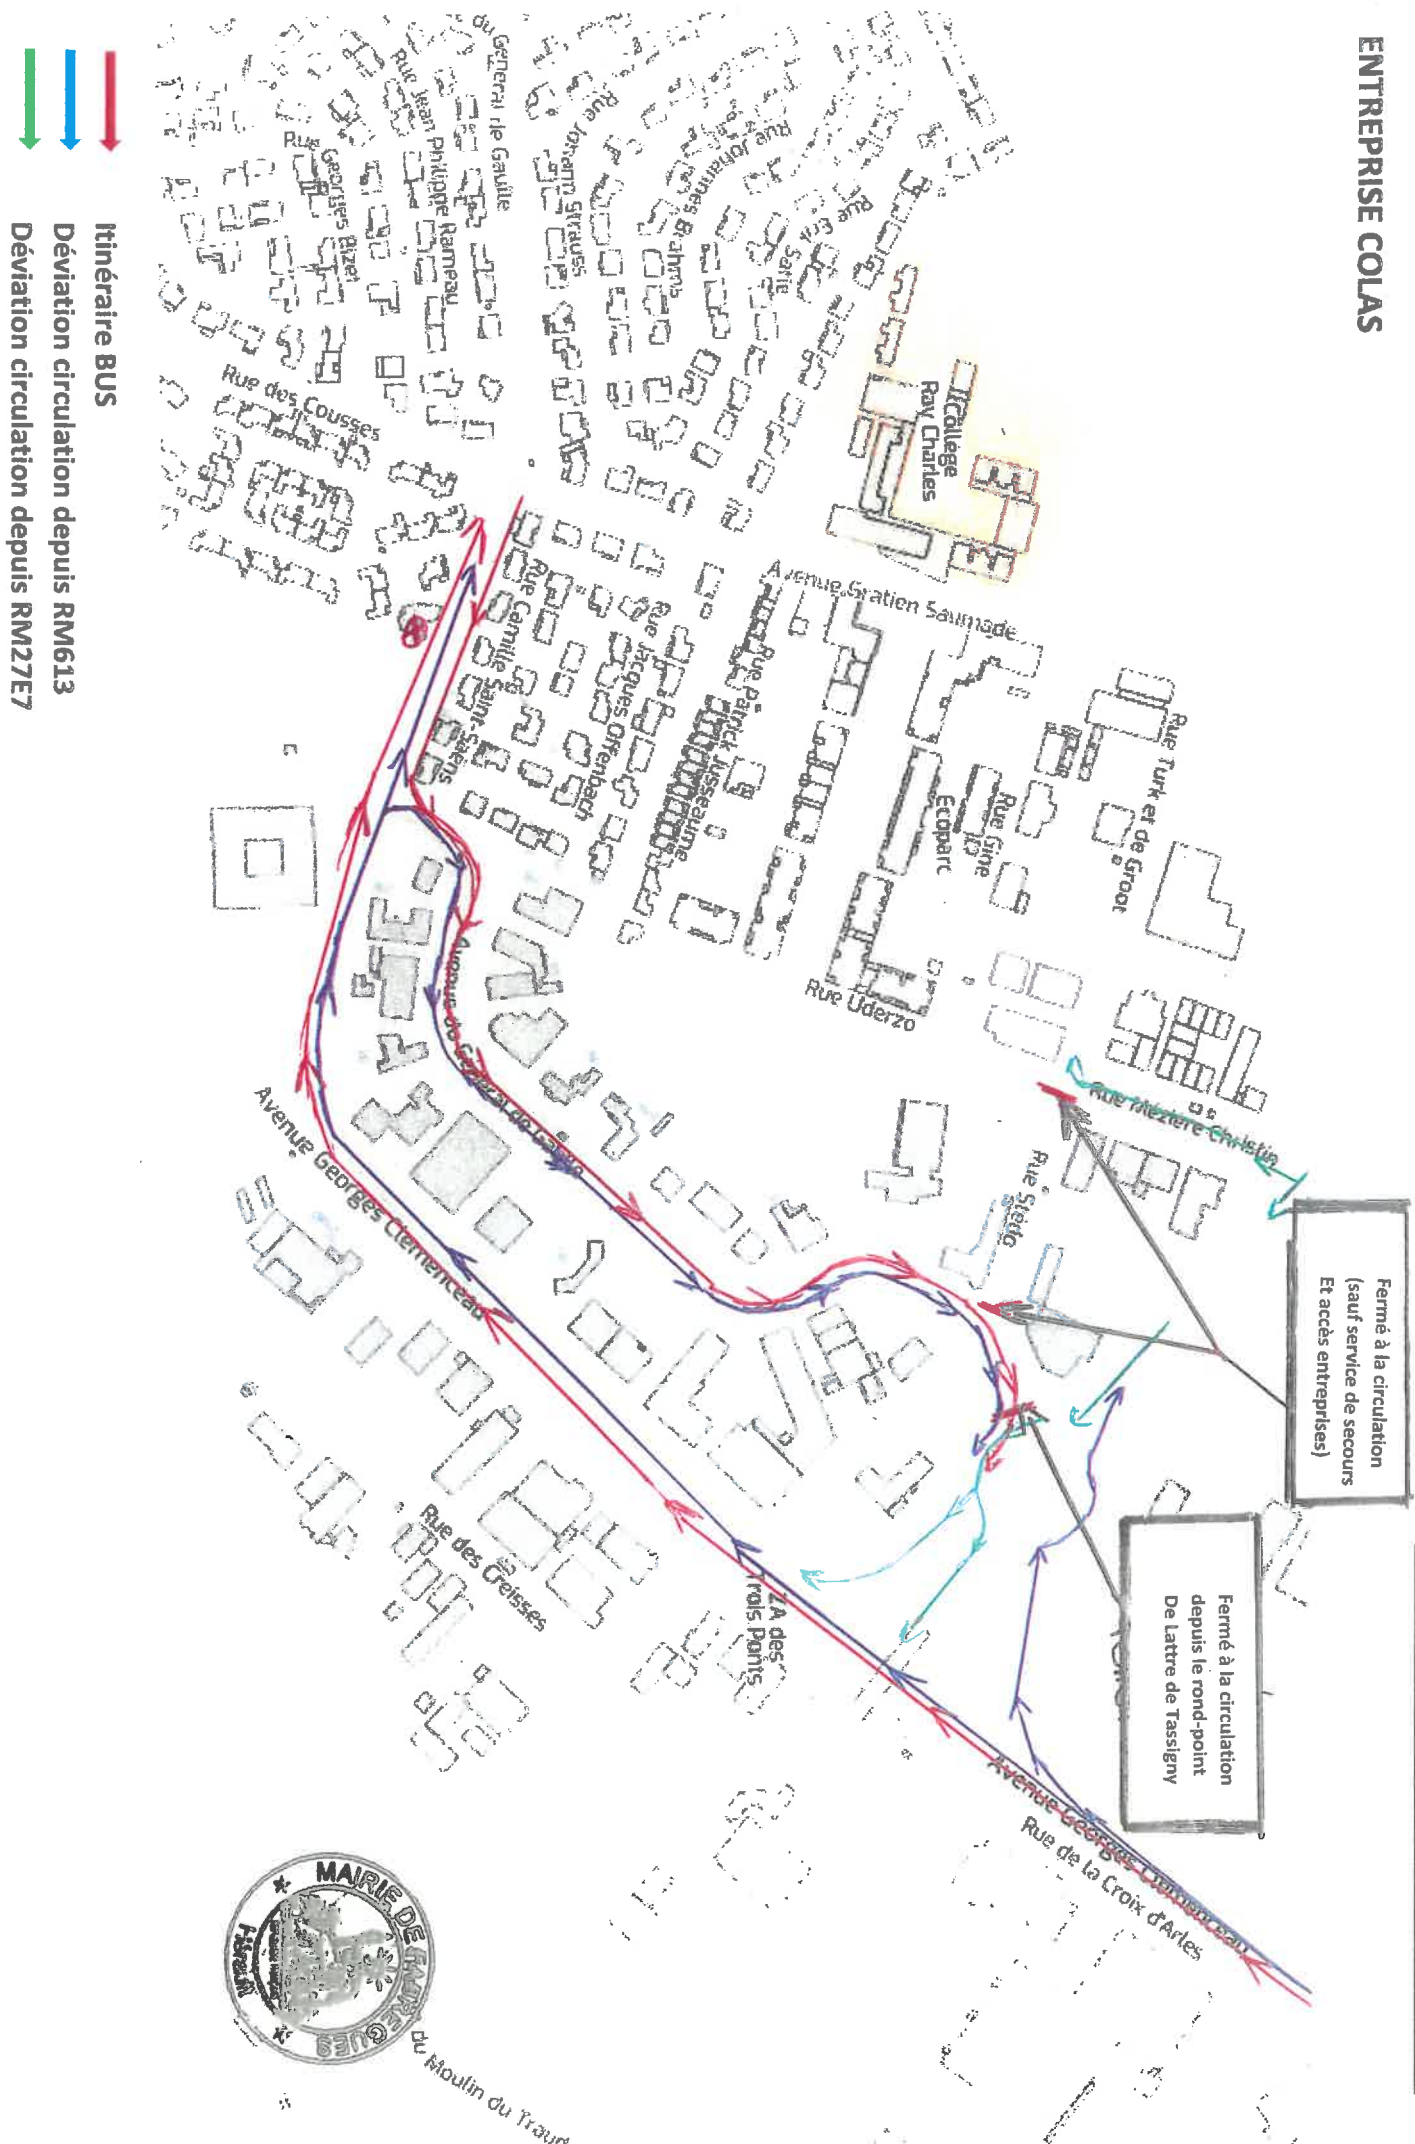 ENTREPRISE COLAS
Fermé à la circulation
(sauf service de secours
Et accès entreprises)
Fermé à la circulation
depuis le rond-point
De Lattre de Tassigny
Rue Turk et de Groot
Rue Gine
Ecoparc
Rue Mézière Christin
Rue Stédo
Rue Uderzo
Avenue Gratien Saumade
Collège
Ray Charles
Rue Erik Satie
Rue Johannes Brahms
Rue Johann Strauss
du Général de Gaulle
Rue Jean Philippe Rameau
Rue Georges Bizet
Rue des Cousses
Rue Camille Saint-Saëns
Rue Jacques Offenbach
Rue Patrick Jusseaume
Avenue du Général de Gaulle
Avenue Georges Clemenceau
Rue des Creisses
ZA des
Trois Ponts
Avenue Georges Clemenceau
Rue de la Croix d'Arles
du Moulin du
MAIRIE DE FABREGUES
Hérault
Itinéraire BUS
Déviation circulation depuis RM613
Déviation circulation depuis RM27E7